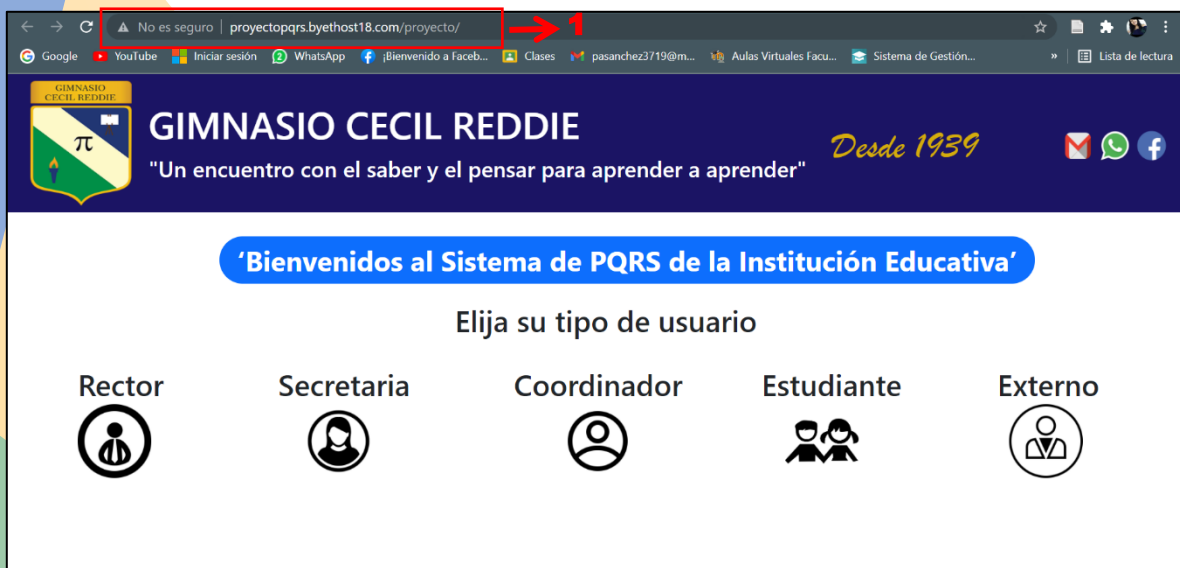 No es seguro | proyectopqrs.byethost18.com/proyecto/
1
Google YouTube Iniciar sesión WhatsApp ¡Bienvenido a Faceb... Clases pasanchez3719@m... Aulas Virtuales Facu... Sistema de Gestión... » Lista de lectura
GIMNASIO
CECIL REDDIE
π
GIMNASIO CECIL REDDIE
"Un encuentro con el saber y el pensar para aprender a aprender"
Desde 1939
‘Bienvenidos al Sistema de PQRS de la Institución Educativa’
Elija su tipo de usuario
Rector Secretaria Coordinador Estudiante Externo